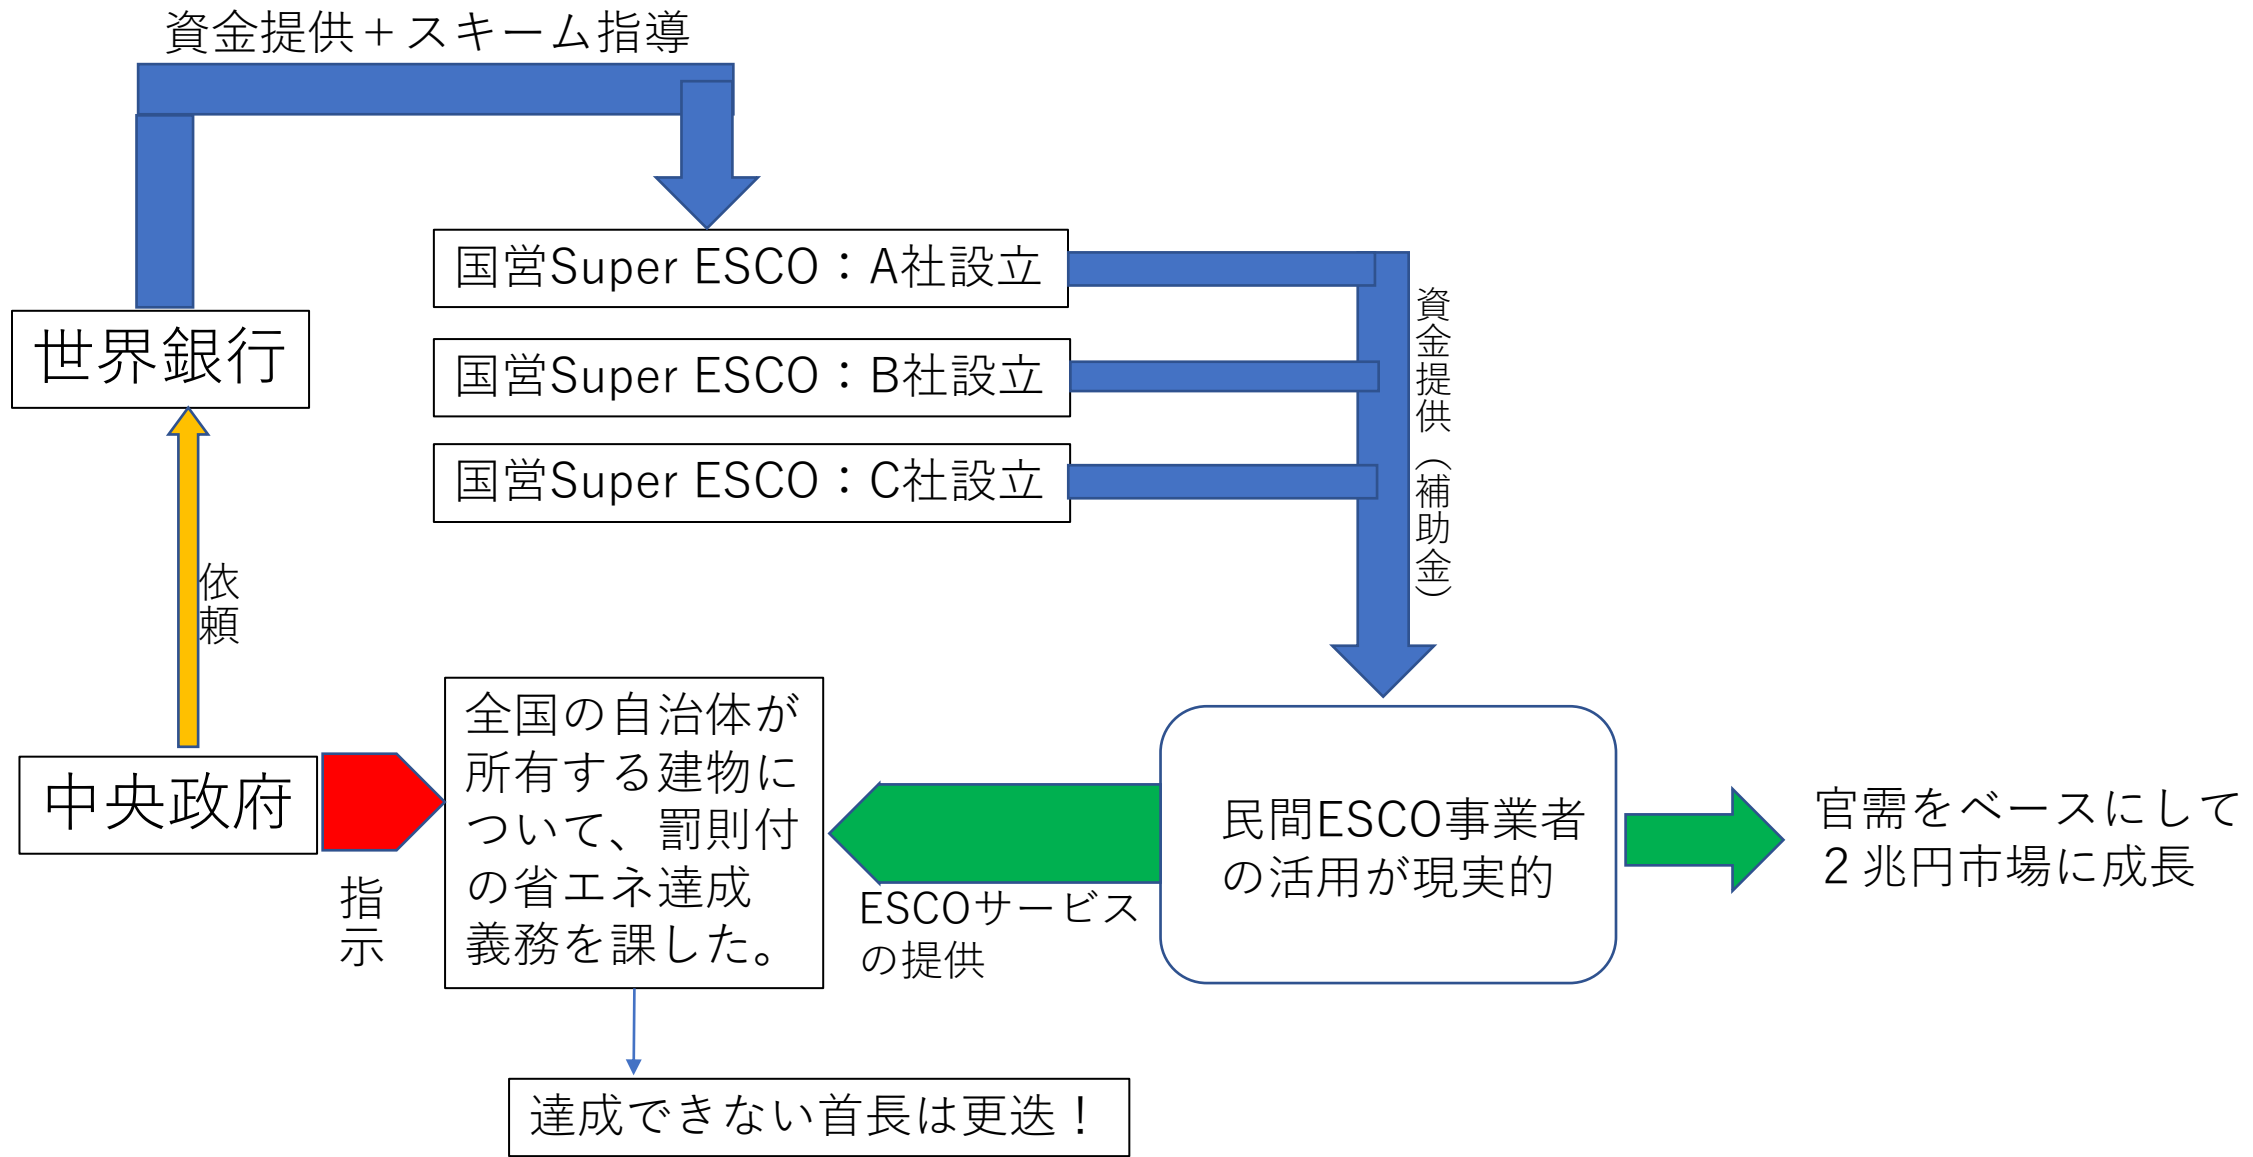 資金提供＋スキーム指導
国営Super ESCO：A社設立
世界銀行
国営Super ESCO：B社設立
国営Super ESCO：C社設立
資金提供（補助金）
依頼
中央政府
指示
全国の自治体が
所有する建物に
ついて、罰則付
の省エネ達成
義務を課した。
ESCOサービス
の提供
民間ESCO事業者
の活用が現実的
官需をベースにして
２兆円市場に成長
達成できない首長は更迭！